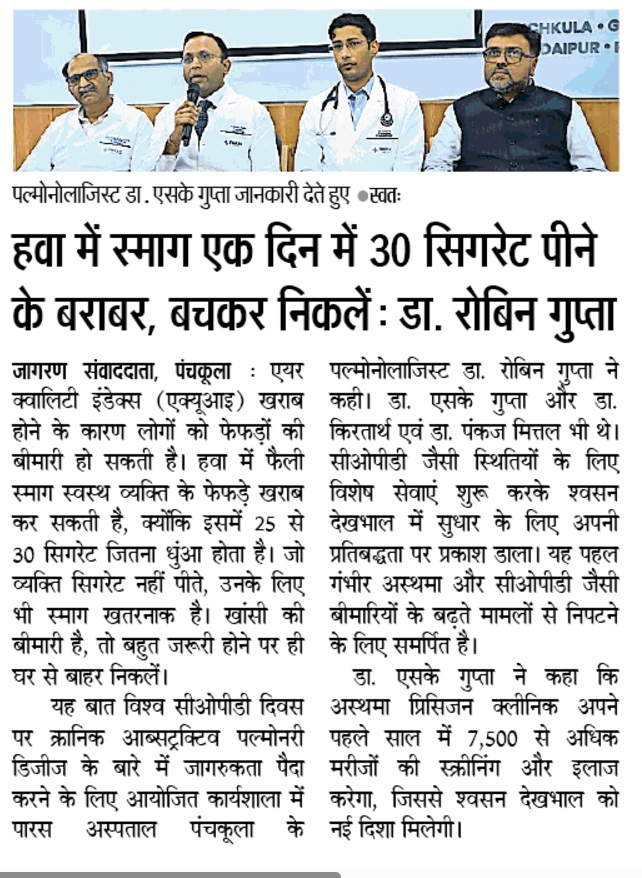 CHKULA • G
DAIPUR •
पल्मोनोलाजिस्ट डा. एसके गुप्ता जानकारी देते हुए ● स्वतः
हवा में स्माग एक दिन में 30 सिगरेट पीने
के बराबर, बचकर निकलें : डा. रोबिन गुप्ता
जागरण संवाददाता, पंचकूला : एयर
क्वालिटी इंडेक्स (एक्यूआइ) खराब
होने के कारण लोगों को फेफड़ों की
बीमारी हो सकती है। हवा में फैली
स्माग स्वस्थ व्यक्ति के फेफड़े खराब
कर सकती है, क्योंकि इसमें 25 से
30 सिगरेट जितना धुंआ होता है। जो
व्यक्ति सिगरेट नहीं पीते, उनके लिए
भी स्माग खतरनाक है। खांसी की
बीमारी है, तो बहुत जरूरी होने पर ही
घर से बाहर निकलें।
यह बात विश्व सीओपीडी दिवस
पर क्रानिक आब्सट्रक्टिव पल्मोनरी
डिजीज के बारे में जागरुकता पैदा
करने के लिए आयोजित कार्यशाला में
पारस अस्पताल पंचकूला के
पल्मोनोलाजिस्ट डा. रोबिन गुप्ता ने
कही। डा. एसके गुप्ता और डा.
किरतार्थ एवं डा. पंकज मित्तल भी थे।
सीओपीडी जैसी स्थितियों के लिए
विशेष सेवाएं शुरू करके श्वसन
देखभाल में सुधार के लिए अपनी
प्रतिबद्धता पर प्रकाश डाला। यह पहल
गंभीर अस्थमा और सीओपीडी जैसी
बीमारियों के बढ़ते मामलों से निपटने
के लिए समर्पित है।
डा. एसके गुप्ता ने कहा कि
अस्थमा प्रिसिजन क्लीनिक अपने
पहले साल में 7,500 से अधिक
मरीजों की स्क्रीनिंग और इलाज
करेगा, जिससे श्वसन देखभाल को
नई दिशा मिलेगी।